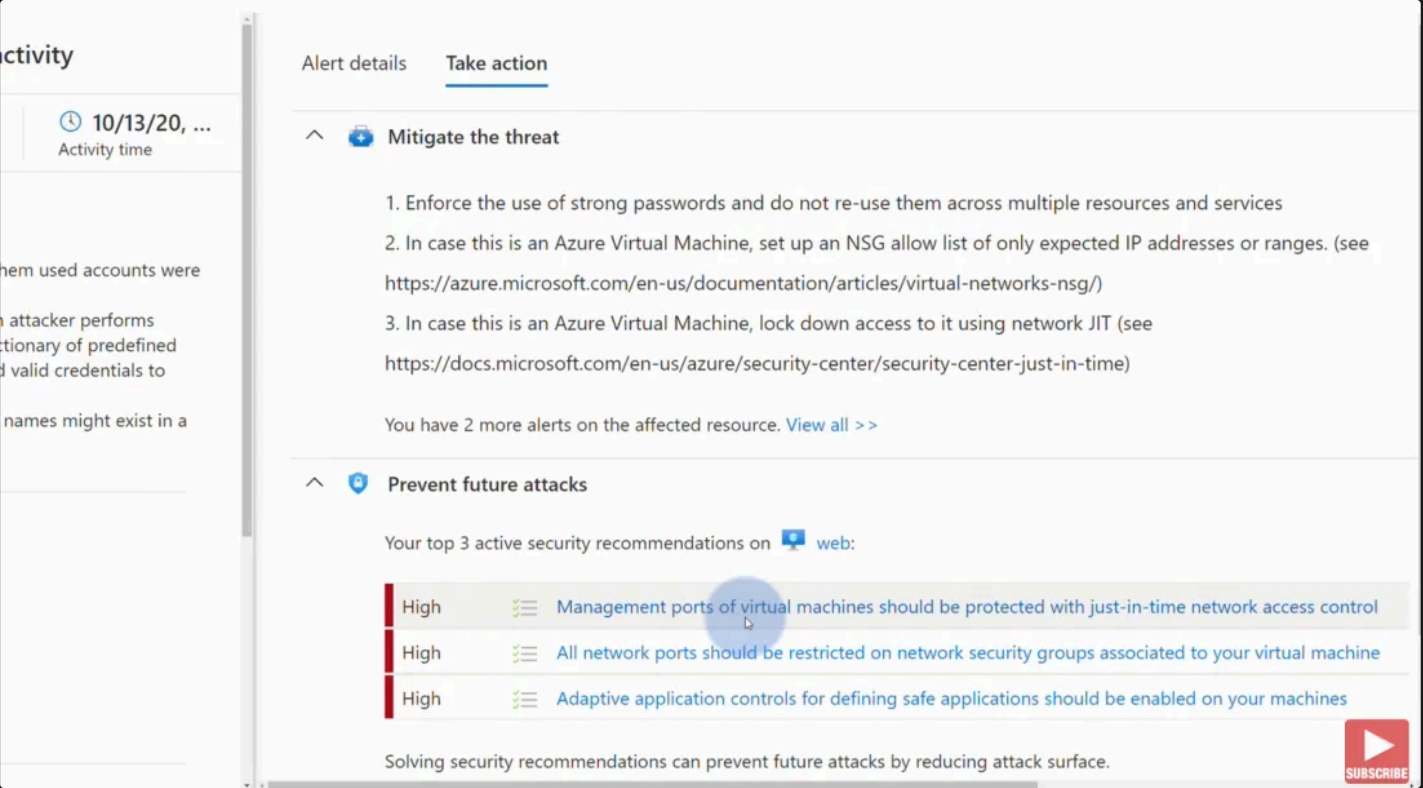 activity
10/13/20, ...
Activity time
hem used accounts were
attacker performs
ctionary of predefined
valid credentials to
names might exist in a
Alert details
Take action
Mitigate the threat
1. Enforce the use of strong passwords and do not re-use them across multiple resources and services
2. In case this is an Azure Virtual Machine, set up an NSG allow list of only expected IP addresses or ranges. (see
https://azure.microsoft.com/en-us/documentation/articles/virtual-networks-nsg/)
3. In case this is an Azure Virtual Machine, lock down access to it using network JIT (see
https://docs.microsoft.com/en-us/azure/security-center/security-center-just-in-time)
You have 2 more alerts on the affected resource. View all >>
Prevent future attacks
Your top 3 active security recommendations on web:
High Management ports of virtual machines should be protected with just-in-time network access control
High All network ports should be restricted on network security groups associated to your virtual machine
High Adaptive application controls for defining safe applications should be enabled on your machines
Solving security recommendations can prevent future attacks by reducing attack surface.
SUBSCRIBE